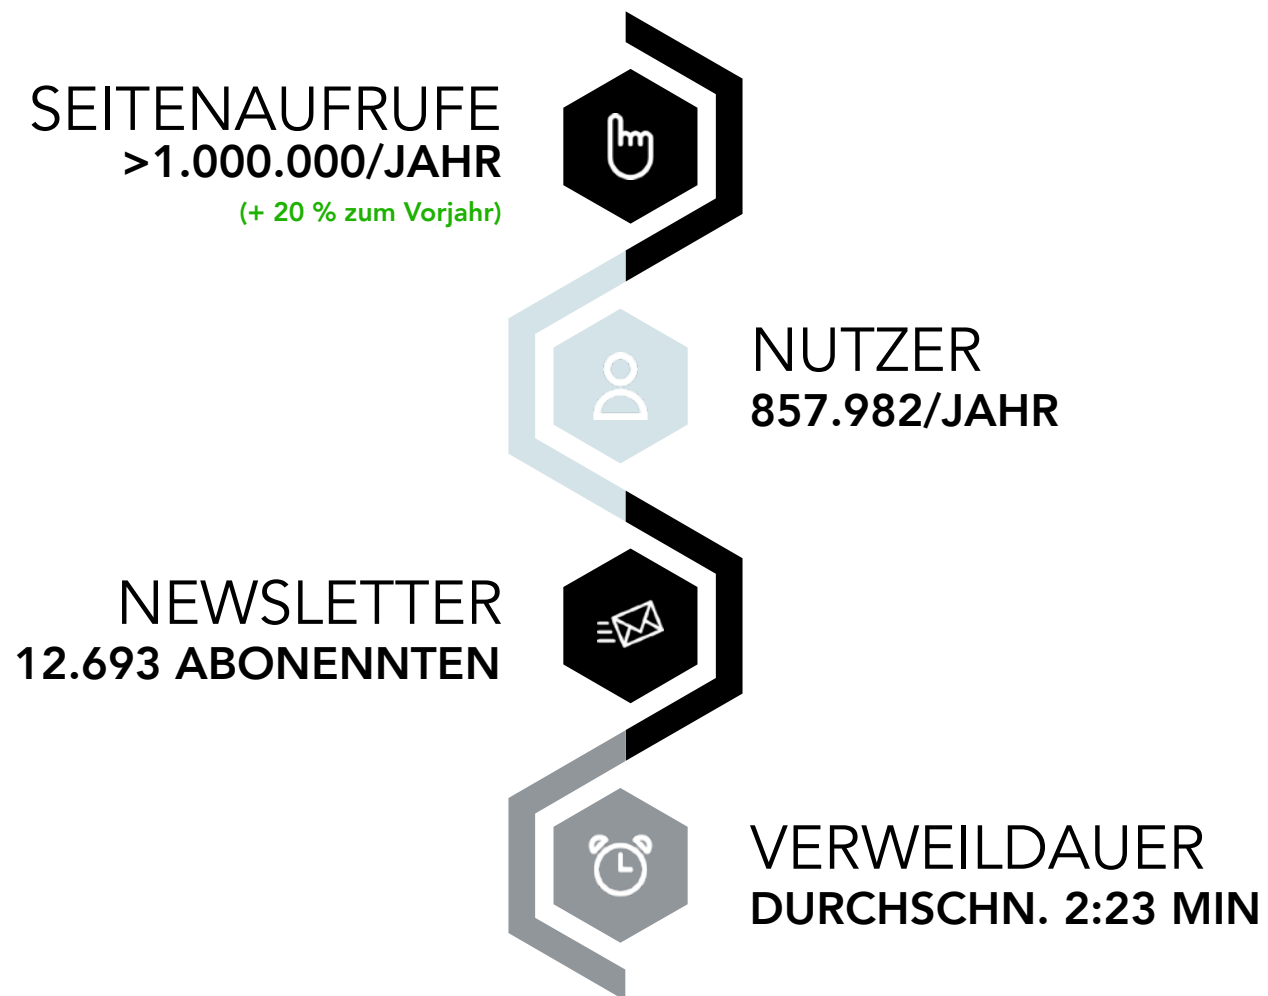 SEITENAUFRUFE
>1.000.000/JAHR
(+ 20 % zum Vorjahr)
NUTZER
857.982/JAHR
NEWSLETTER
12.693 ABONENNTEN
VERWEILDAUER
DURCHSCHN. 2:23 MIN